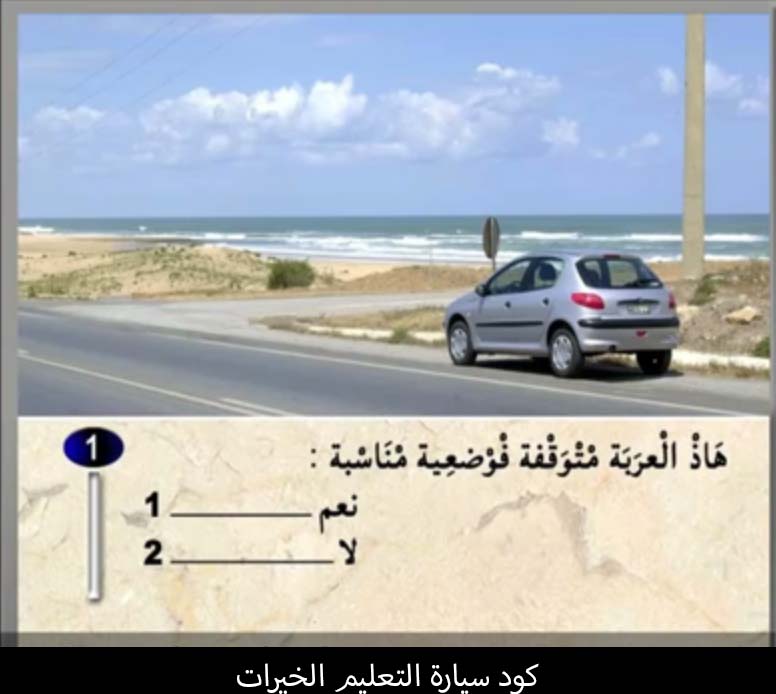 1
هَاذْ الْعرَبَة مْتْوَقْفة فْوْضعِية مْنَاسْبة :
نعم 1
لا 2
كود سيارة التعليم الخيرات